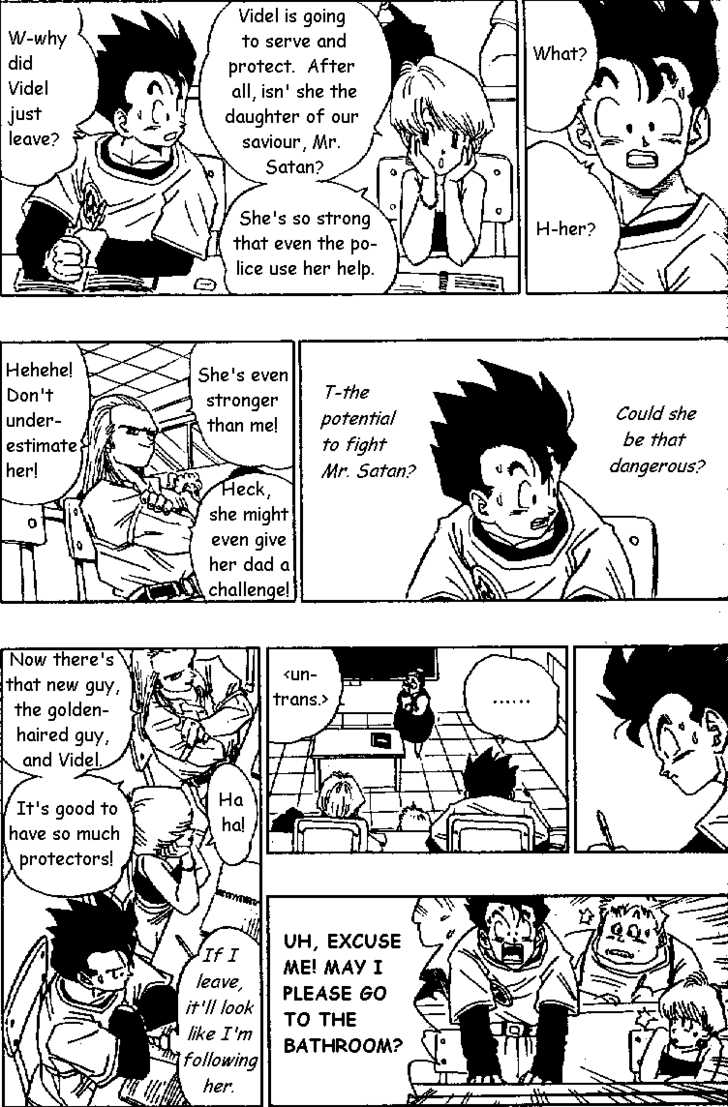 W-why
did
Videl
just
leave?
Videl is going
to serve and
protect. After
all, isn' she the
daughter of our
saviour, Mr.
Satan?
She's so strong
that even the po-
lice use her help.
What?
H-her?
Hehehe!
Don't
under-
estimate
her!
She's even
stronger
than me!
Heck,
she might
even give
her dad a
challenge!
T-the
potential
to fight
Mr. Satan?
Could she
be that
dangerous?
Now there's
that new guy,
the golden-
haired guy,
and Videl.
It's good to
have so much
protectors!
Ha
ha!
If I
leave,
it'll look
like I'm
following
her.
<un-
trans.>
......
UH, EXCUSE
ME! MAY I
PLEASE GO
TO THE
BATHROOM?